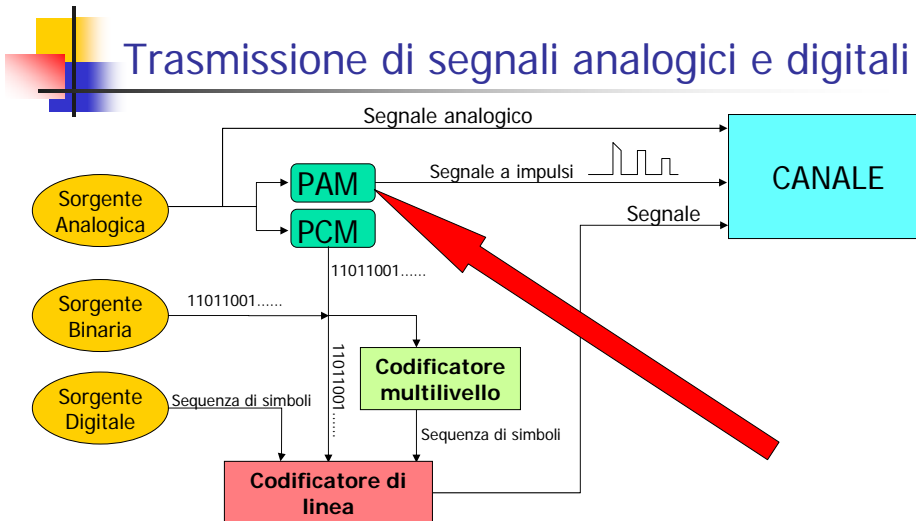 Trasmissione di segnali analogici e digitali
Segnale analogico
Sorgente
Analogica
PAM
Segnale a impulsi
CANALE
PCM
Segnale
11011001......
Sorgente
Binaria
11011001......
11011001......
Codificatore
multilivello
Sorgente
Digitale
Sequenza di simboli
Sequenza di simboli
Codificatore di
linea